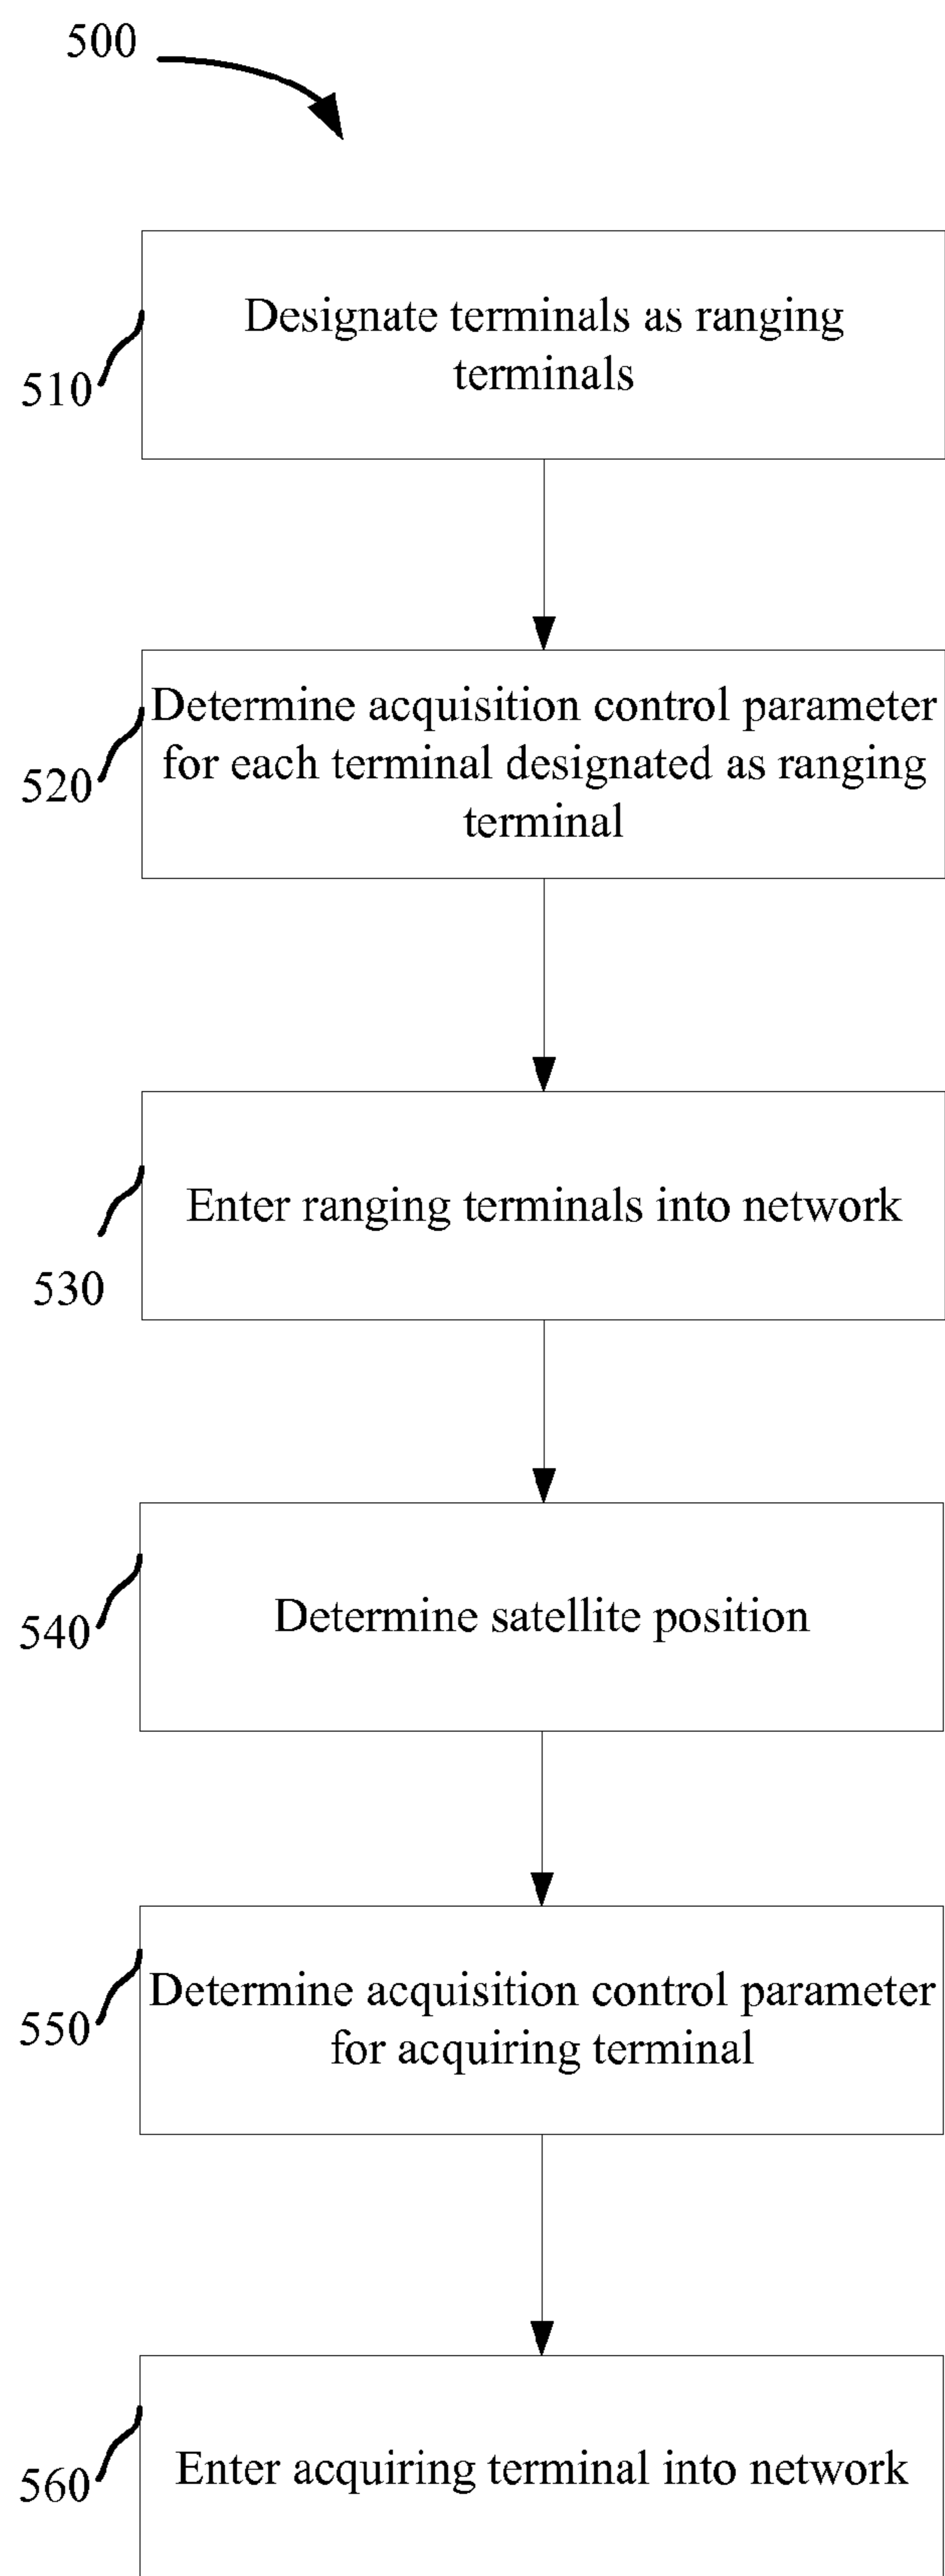 500
Designate terminals as ranging
terminals
510
Determine acquisition control parameter
for each terminal designated as ranging
terminal
520
Enter ranging terminals into network
530
Determine satellite position
540
Determine acquisition control parameter
for acquiring terminal
550
Enter acquiring terminal into network
560